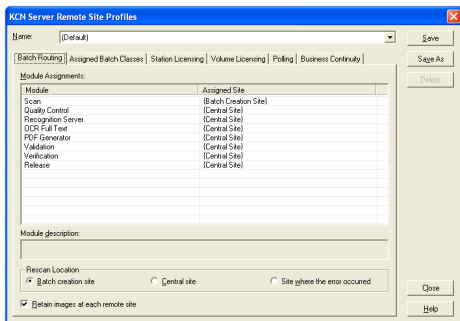 KCN Server Remote Site Profiles
Name: (Default)
Save
Batch Routing Assigned Batch Classes Station Licensing Volume Licensing Polling Business Continuity
Save As
Module Assignments:
Delete
Module Assigned Site
Scan {Batch Creation Site}
Quality Control {Central Site}
Recognition Server {Central Site}
OCR Full Text {Central Site}
PDF Generator {Central Site}
Validation {Central Site}
Verification {Central Site}
Release {Central Site}
Module description:
Rescan Location
Batch creation site Central site Site where the error occurred
Close
Retain images at each remote site
Help